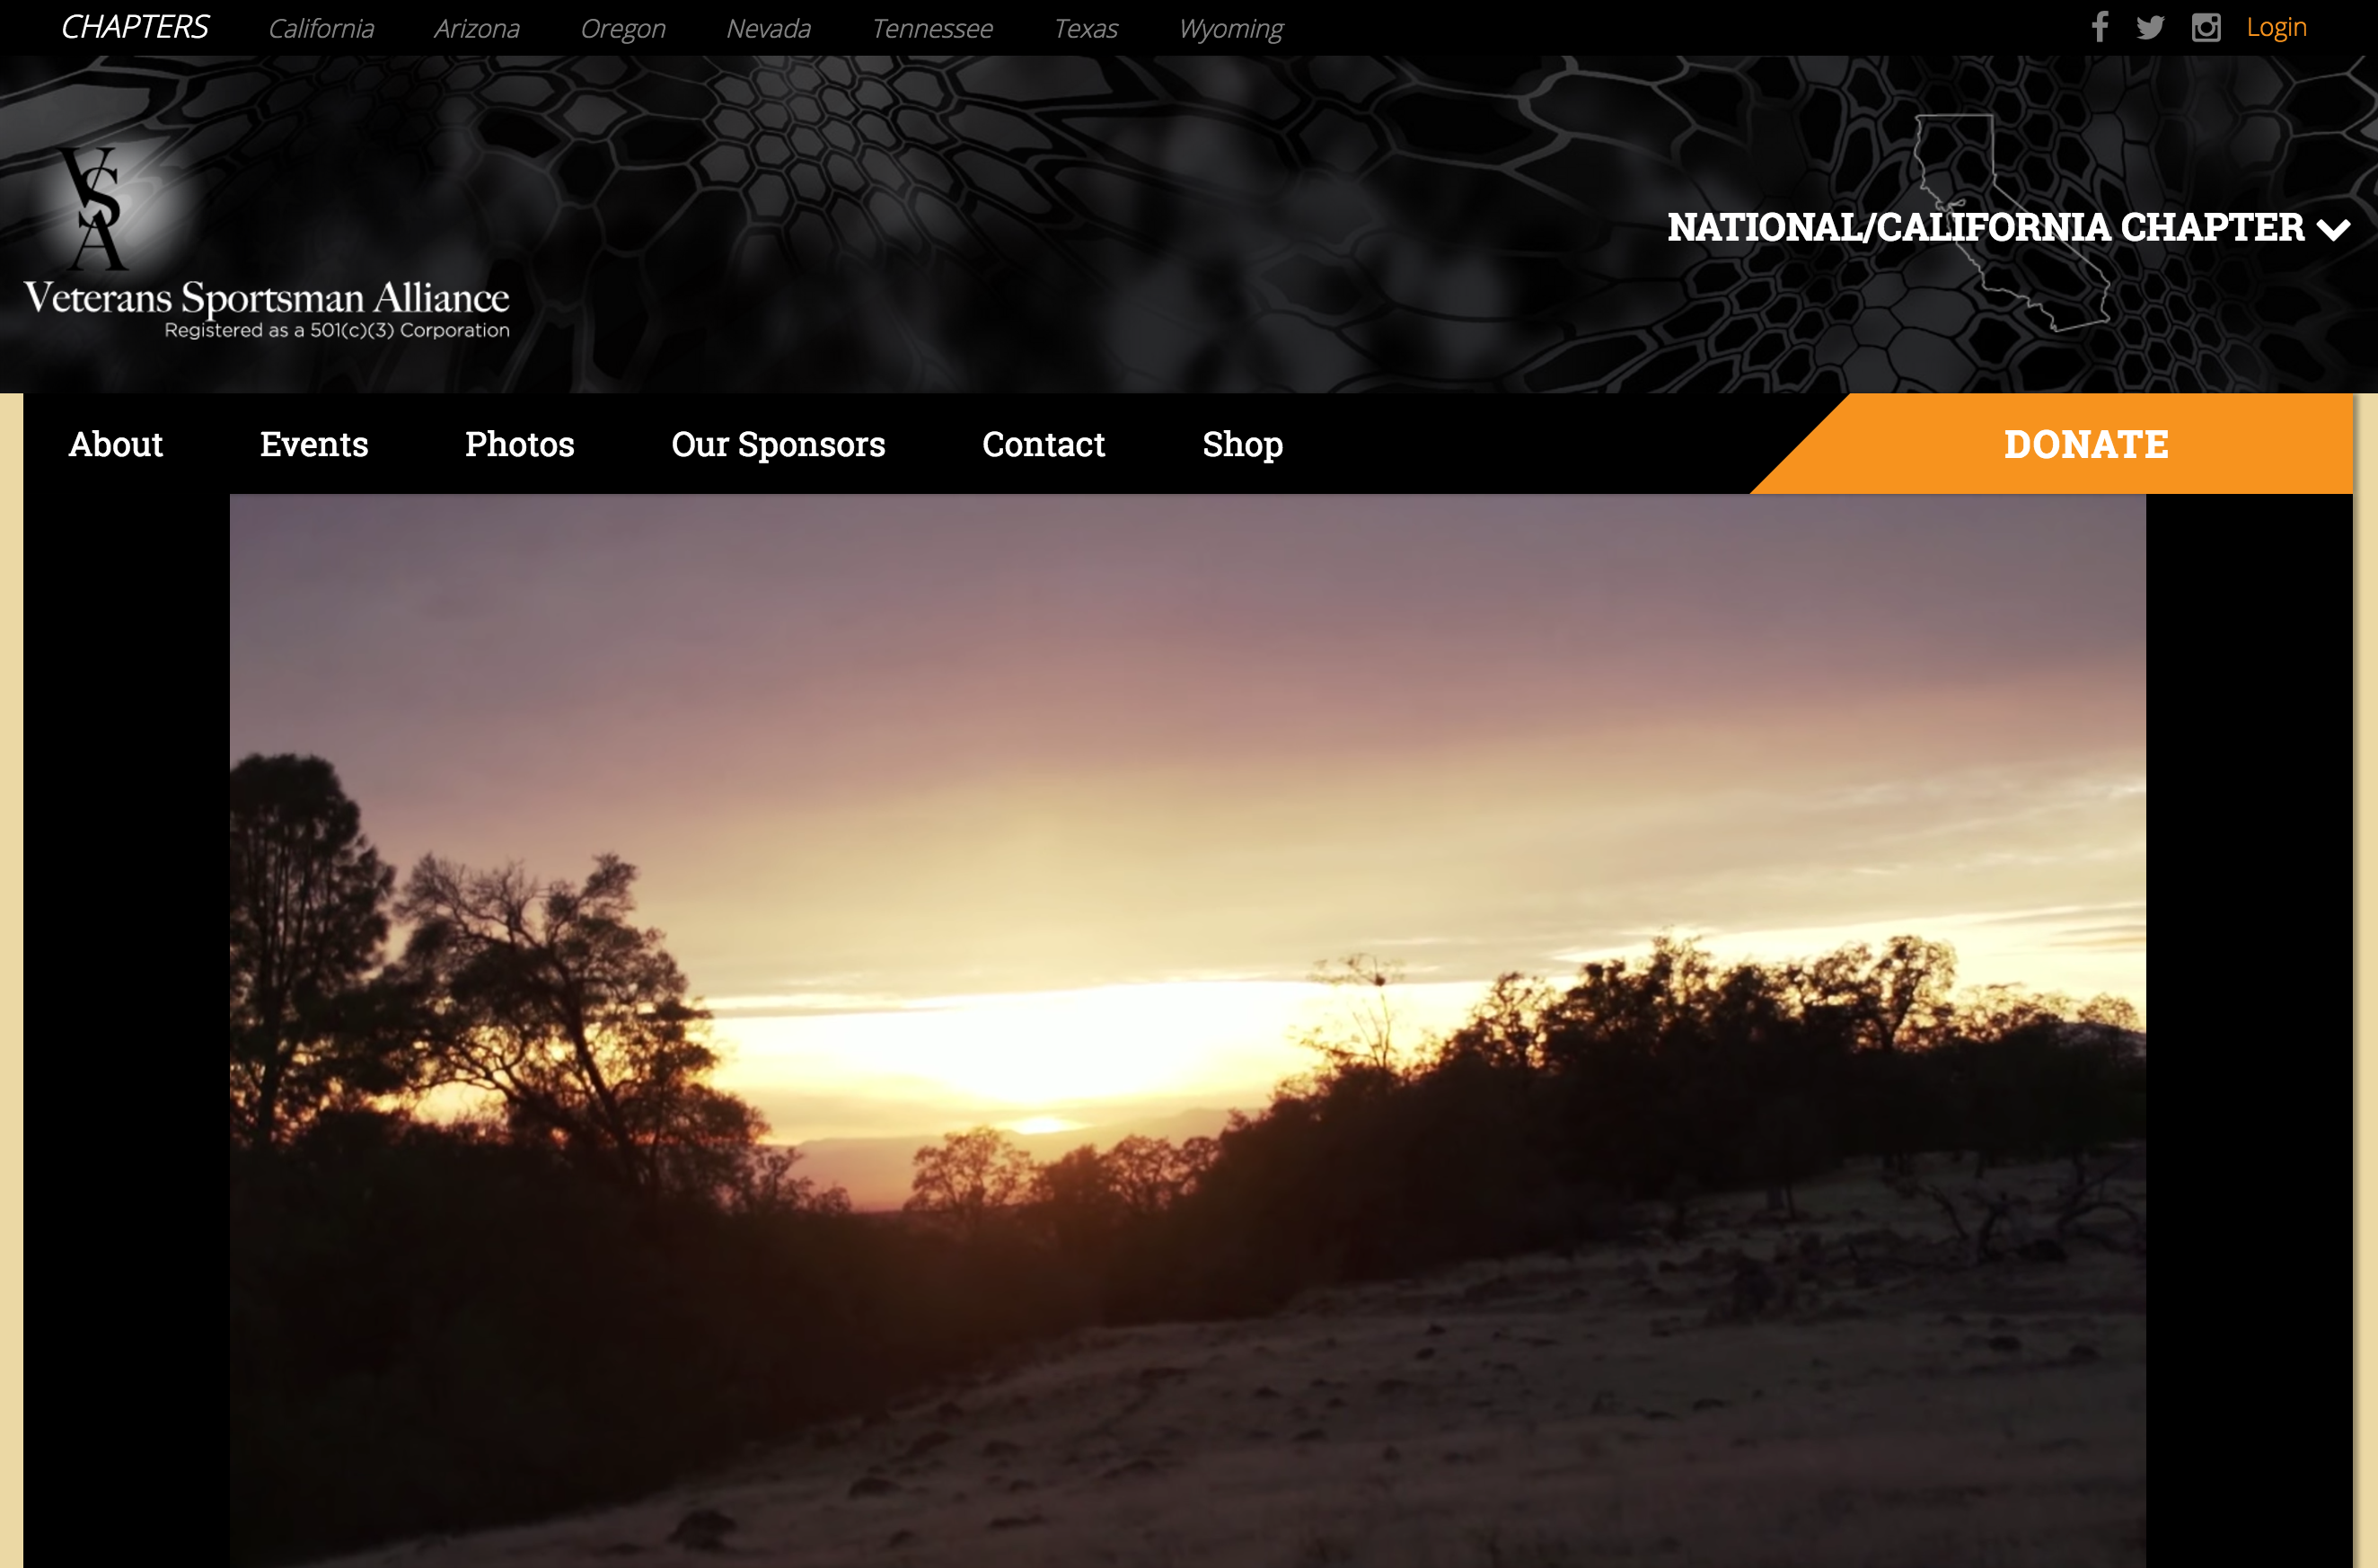 CHAPTERS California Arizona Oregon Nevada Tennessee Texas Wyoming Login
VSA
NATIONAL/CALIFORNIA CHAPTER
Veterans Sportsman Alliance
Registered as a 501(c)(3) Corporation
About Events Photos Our Sponsors Contact Shop DONATE